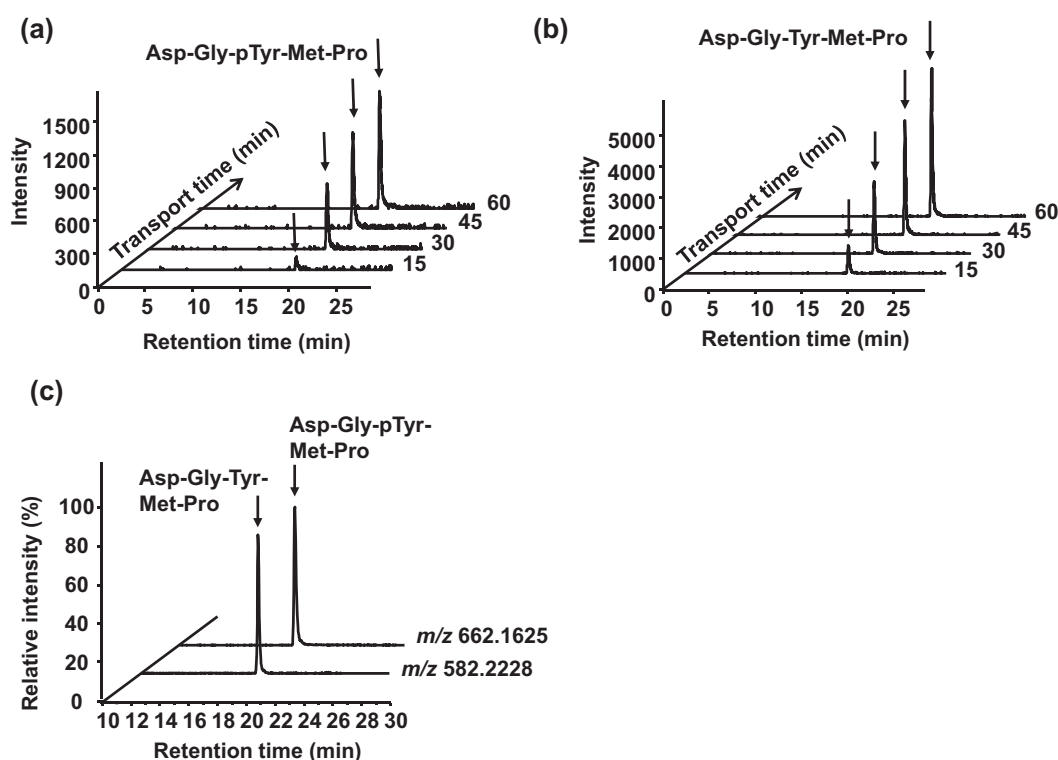 (a)
Asp-Gly-pTyr-Met-Pro
Intensity
1500
1200
900
600
300
0
Transport time (min)
60
45
30
15
0 5 10 15 20 25
Retention time (min)
(b)
Asp-Gly-Tyr-Met-Pro
Intensity
5000
4000
3000
2000
1000
0
Transport time (min)
60
45
30
15
0 5 10 15 20 25
Retention time (min)
(c)
Asp-Gly-pTyr-
Met-Pro
Asp-Gly-Tyr-
Met-Pro
Relative intensity (%)
100
80
60
40
20
0
m/z 662.1625
m/z 582.2228
10 12 14 16 18 20 22 24 26 28 30
Retention time (min)